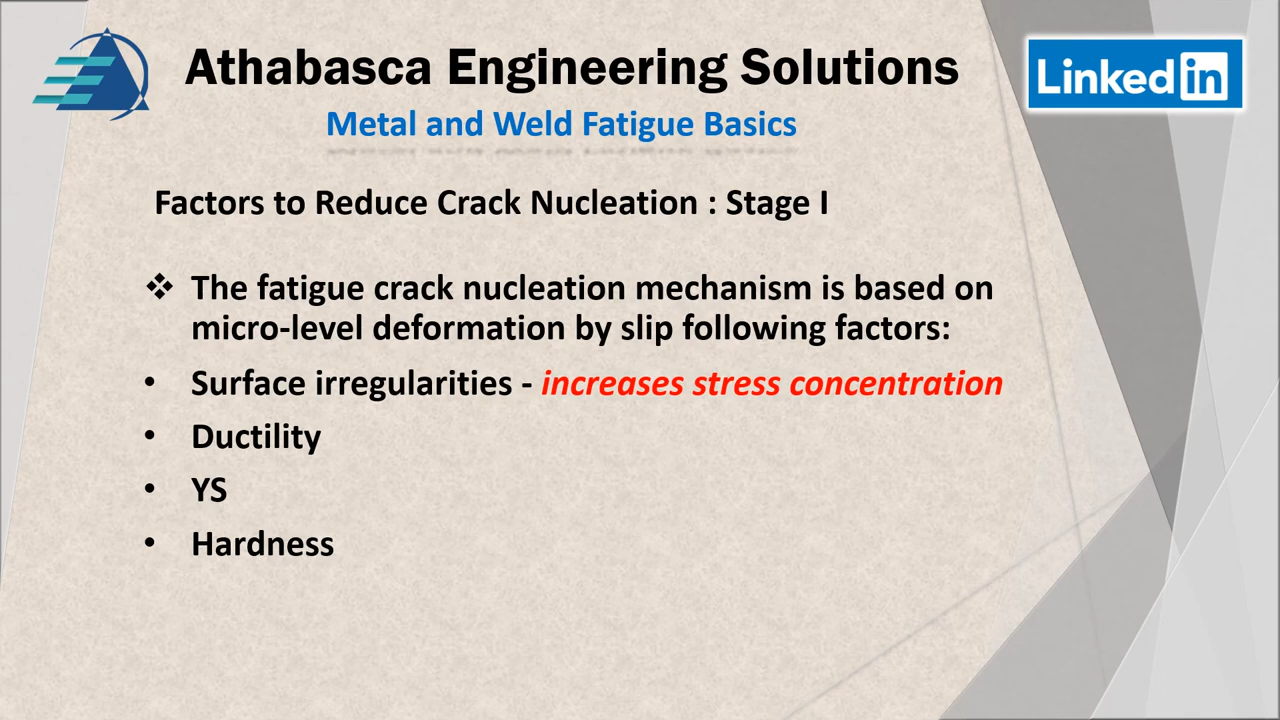 Athabasca Engineering Solutions
LinkedIn
Metal and Weld Fatigue Basics
Factors to Reduce Crack Nucleation : Stage I
❖ The fatigue crack nucleation mechanism is based on
micro-level deformation by slip following factors:
• Surface irregularities - increases stress concentration
• Ductility
• YS
• Hardness